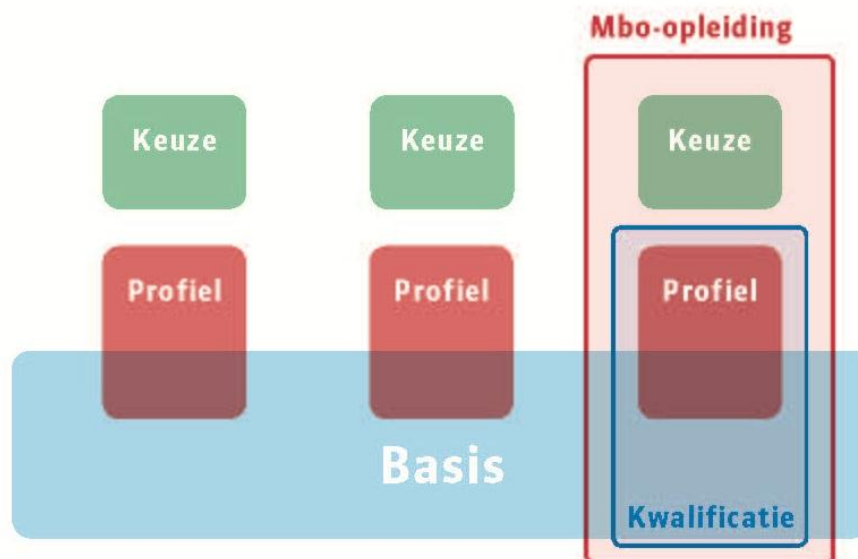 Mbo-opleiding
Keuze Keuze Keuze
Profiel Profiel Profiel
Basis
Kwalificatie